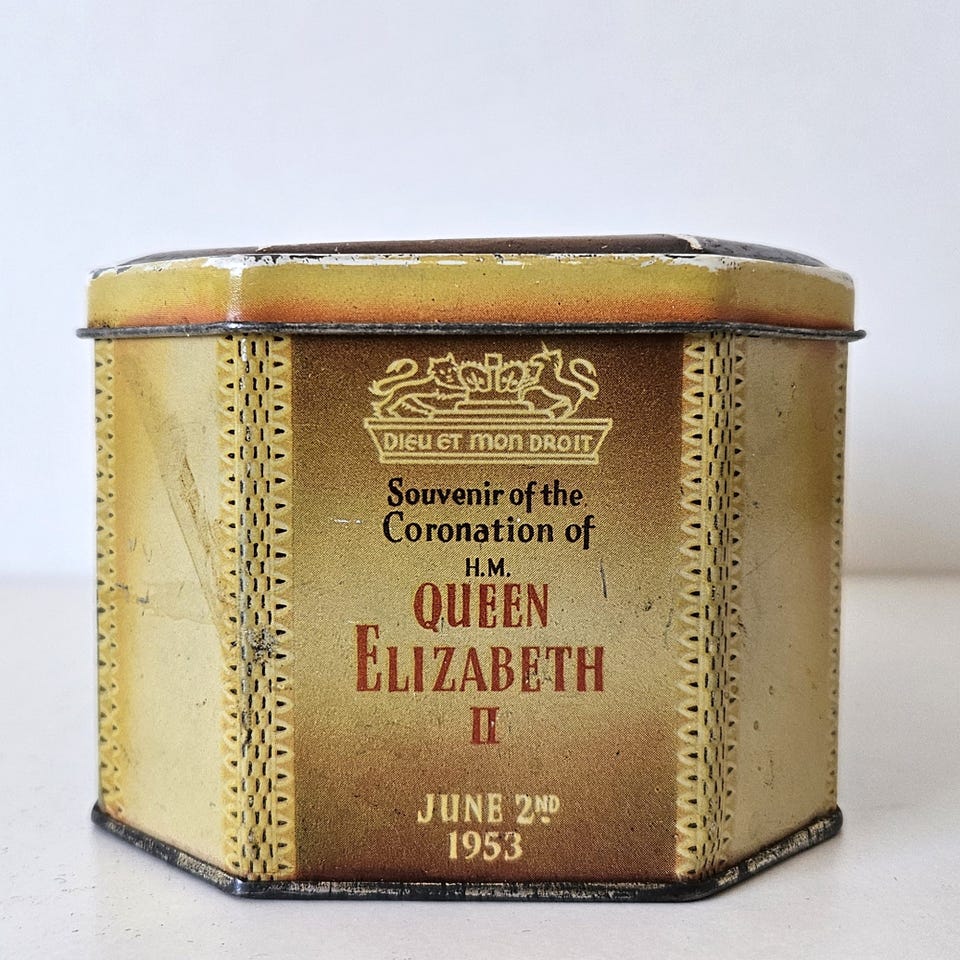 DIEU ET MON DROIT
Souvenir of the
Coronation of
H.M.
QUEEN
ELIZABETH
II
JUNE 2ND
1953